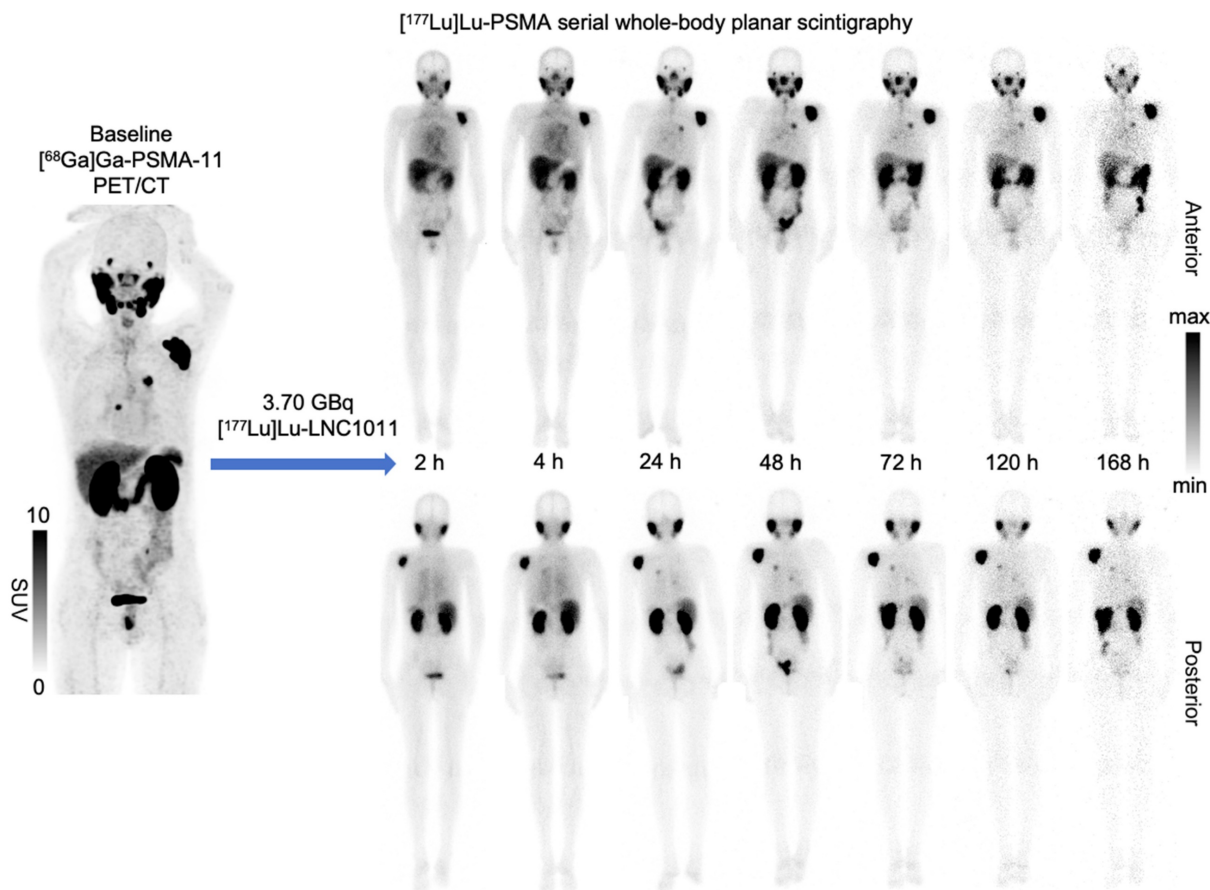 [¹⁷⁷Lu]Lu-PSMA serial whole-body planar scintigraphy
Baseline
[⁶⁸Ga]Ga-PSMA-11
PET/CT
3.70 GBq
[¹⁷⁷Lu]Lu-LNC1011
2 h
4 h
24 h
48 h
72 h
120 h
168 h
Anterior
max
min
Posterior
10
SUV
0